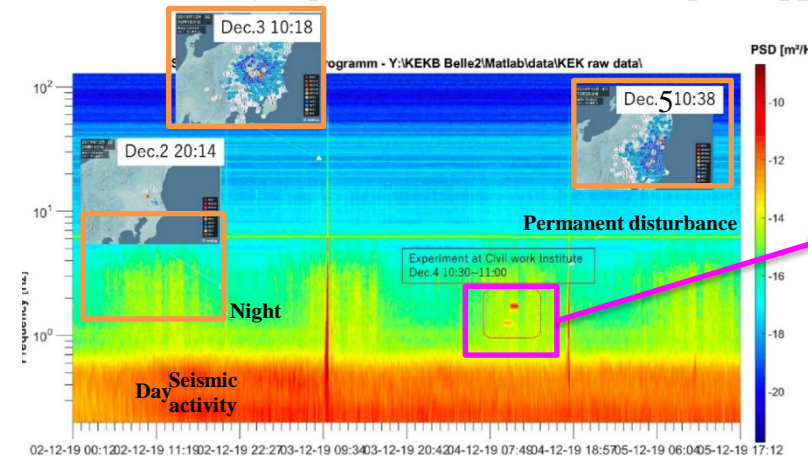 Dec.3 10:18
rogramm - Y:\KEKB Belle2\Matlab\data\KEK raw data\
PSD [m²/H
Dec.5 10:38
Dec.2 20:14
Permanent disturbance
Experiment at Civil work Institute
Dec.4 10:30~11:00
Night
Day
Seismic
activity
10²
10¹
10⁰
-10
-12
-14
-16
-18
-20
02-12-19 00:12
02-12-19 11:19
02-12-19 22:27
03-12-19 09:34
03-12-19 20:42
04-12-19 07:49
04-12-19 18:57
05-12-19 06:04
05-12-19 17:12